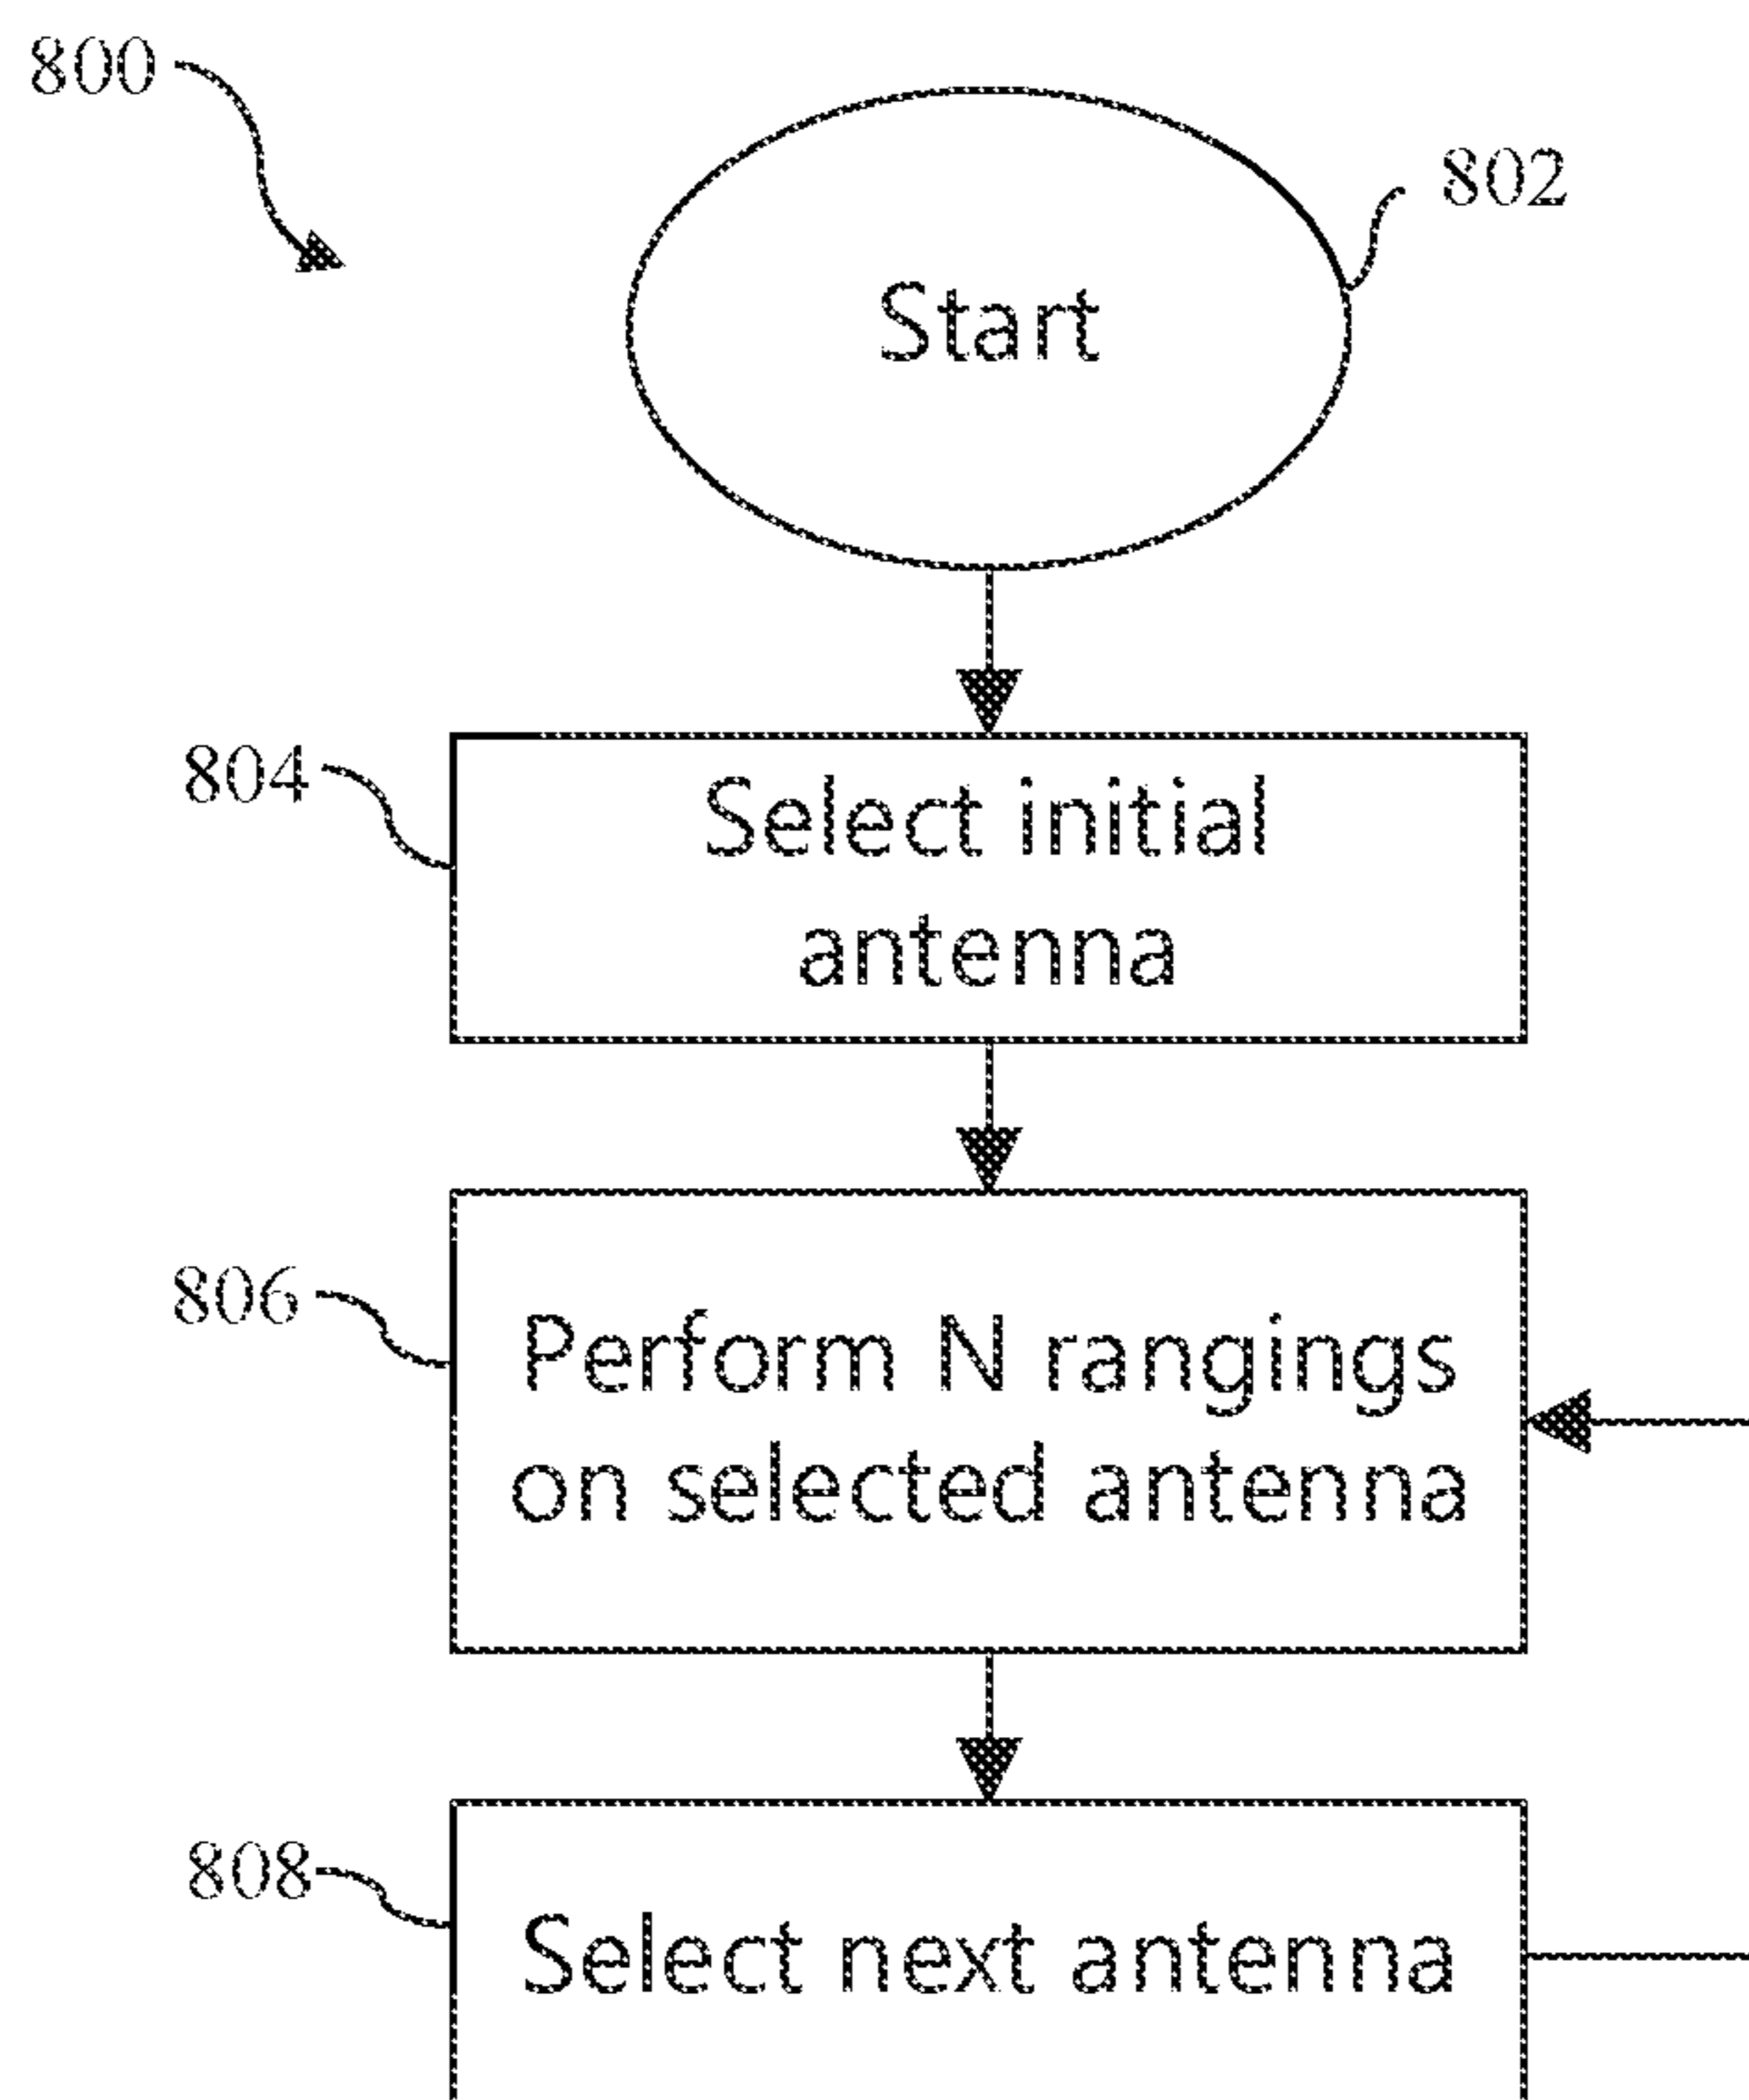 800
802
Start
804
Select initial
antenna
806
Perform N rangings
on selected antenna
808
Select next antenna